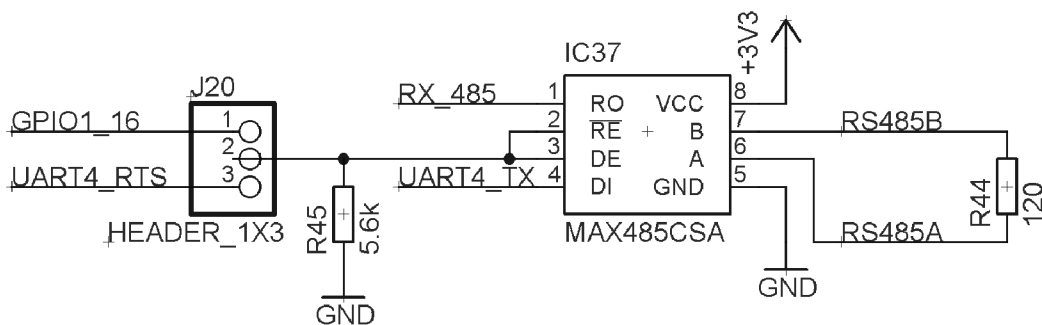 IC37
+3V3
J20
RX_485
1 RO VCC 8
GPIO1_16
1
2 RE B 7
RS485B
2
3 DE A 6
UART4_RTS
3
UART4_TX
4 DI GND 5
R44
120
HEADER_1X3
R45
5.6k
MAX485CSA
RS485A
GND
GND